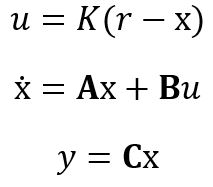 u = K(r − x)
ẋ = Ax + Bu
y = Cx